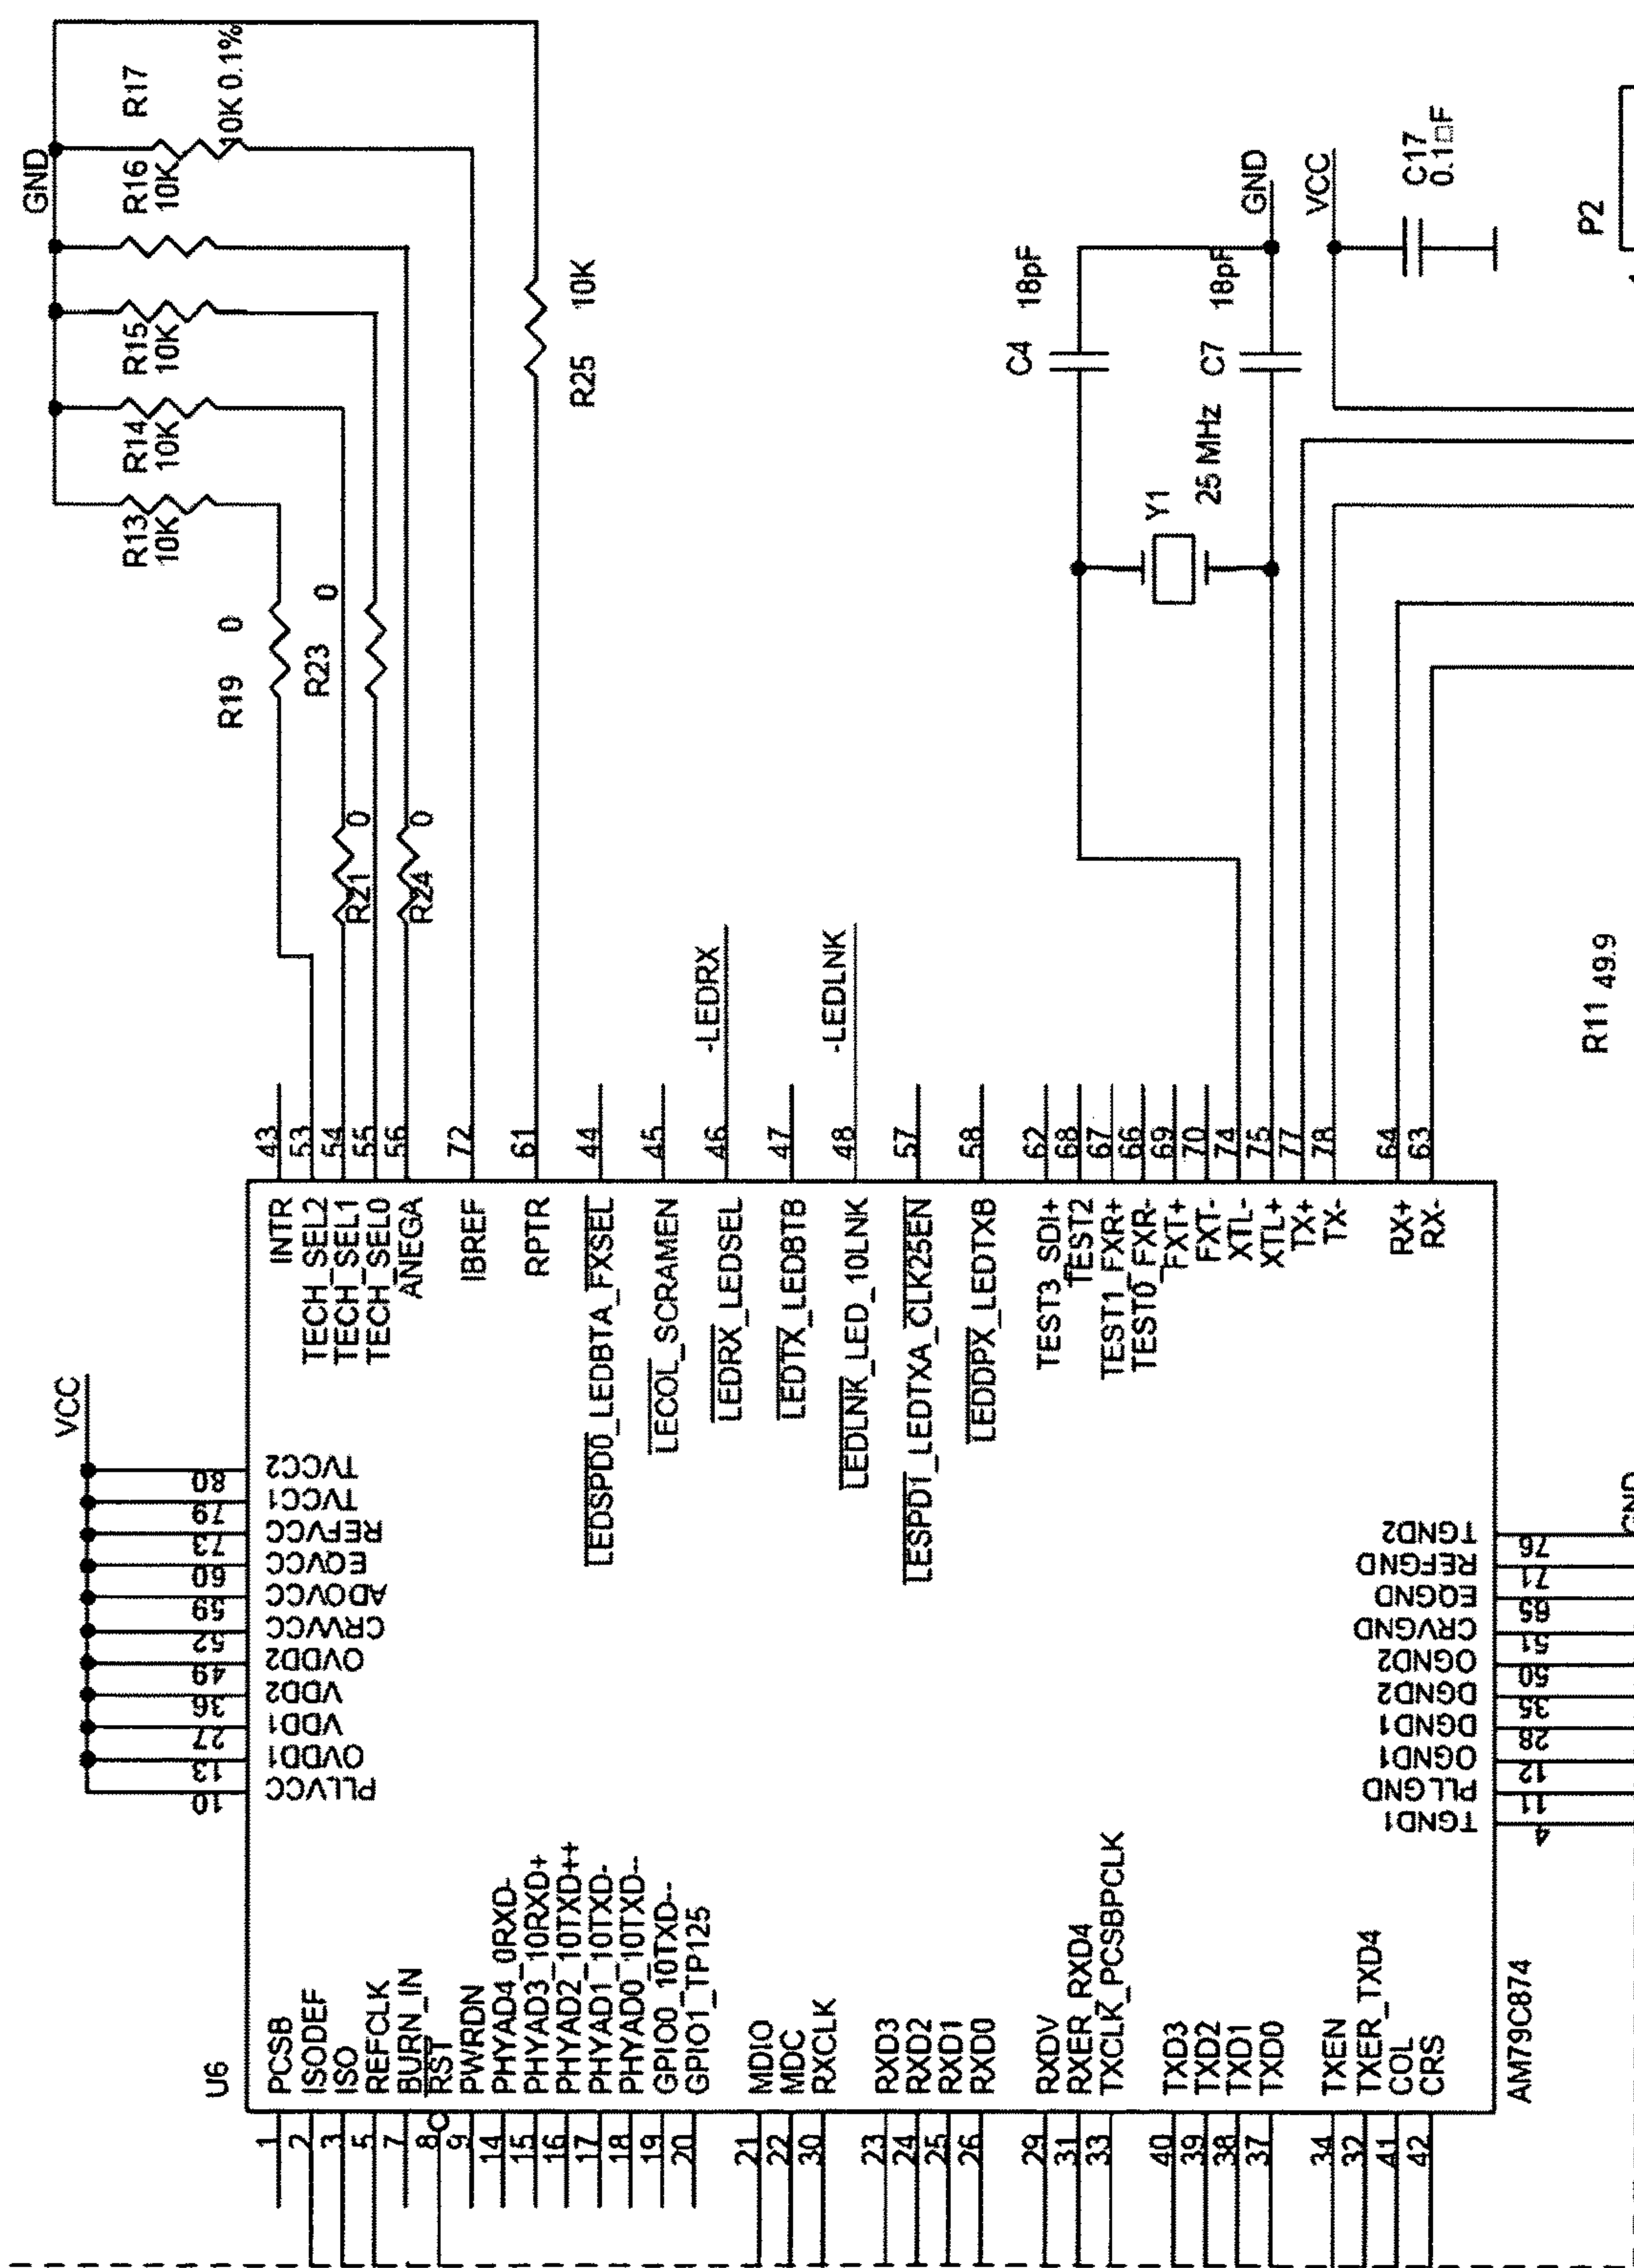 GND
R17
10K 0.1%
R16
10K
R15
10K
R14
10K
R13
10K
R19 0
R23 0
R21 0
R24 0
R25 10K
-LEDRX
-LEDLNK
C4 18pF
C7 18pF
Y1
25 MHz
GND
VCC
C17
0.1□F
P2
R11 49.9
43 INTR
53 TECH_SEL2
54 TECH_SEL1
55 TECH_SEL0
56 ANEGA
72 IBREF
61 RPTR
44 LEDSPD0_LEDBTA_FXSEL
45 LECOL_SCRAMEN
46 LEDRX_LEDSEL
47 LEDTX_LEDBTB
48 LEDLNK_LED_10LNK
57 LESPD1_LEDTXA_CLK25EN
58 LEDDPX_LEDTXB
62 TEST3_SDI+
68 TEST2
67 TEST1_FXR+
66 TEST0_FXR-
69 FXT+
70 FXT-
74 XTL-
75 XTL+
77 TX+
78 TX-
64 RX+
63 RX-
VCC
80 TVCC2
79 TVCC1
73 REFVCC
60 EQVCC
59 ADOVCC
52 CRVVCC
49 OVDD2
36 VDD2
27 VDD1
13 OVDD1
10 PLLVCC
GND
TGND2 76
REFGND 71
EQGND 65
CRVGND 51
OGND2 50
DGND2 35
DGND1 28
OGND1 12
PLLGND 11
TGND1 4
U6
1 PCSB
2 ISODEF
3 ISO
5 REFCLK
7 BURN_IN
8 RST
9 PWRDN
14 PHYAD4_0RXD-
15 PHYAD3_10RXD+
16 PHYAD2_10TXD++
17 PHYAD1_10TXD-
18 PHYAD0_10TXD--
19 GPIO0_10TXD--
20 GPIO1_TP125
21 MDIO
22 MDC
30 RXCLK
23 RXD3
24 RXD2
25 RXD1
26 RXD0
29 RXDV
31 RXER_RXD4
33 TXCLK_PCSBPCLK
40 TXD3
39 TXD2
38 TXD1
37 TXD0
34 TXEN
32 TXER_TXD4
41 COL
42 CRS
AM79C874